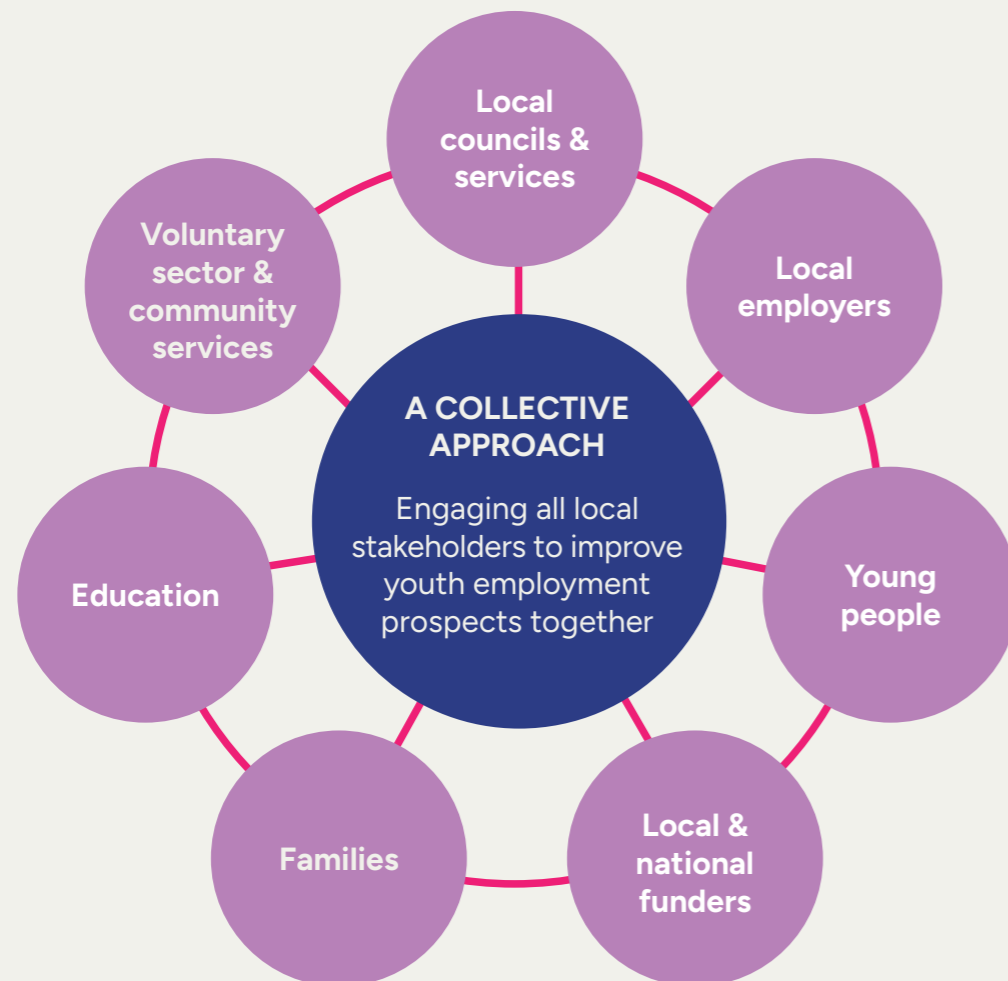 Local
councils &
services
Local
employers
Young
people
Local &
national
funders
Families
Education
Voluntary
sector &
community
services
A COLLECTIVE
APPROACH
Engaging all local
stakeholders to improve
youth employment
prospects together